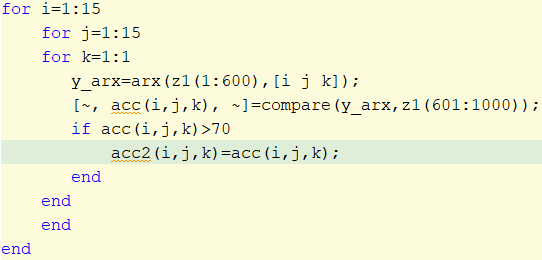 for i=1:15
    for j=1:15
    for k=1:1
       y_arx=arx(z1(1:600),[i j k]);
       [~, acc(i,j,k), ~]=compare(y_arx,z1(601:1000));
       if acc(i,j,k)>70
           acc2(i,j,k)=acc(i,j,k);
       end
    end
    end
end